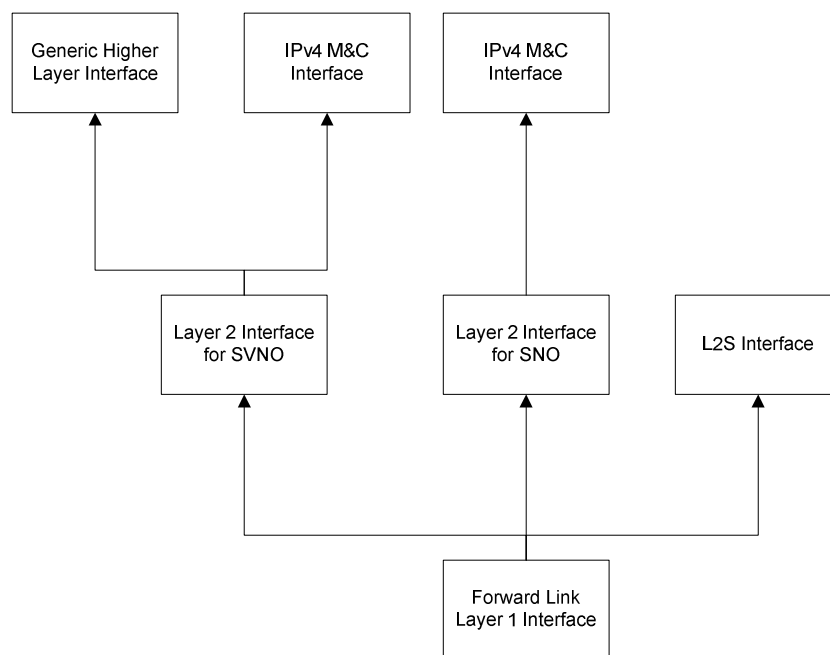 Generic Higher
Layer Interface
IPv4 M&C
Interface
IPv4 M&C
Interface
Layer 2 Interface
for SVNO
Layer 2 Interface
for SNO
L2S Interface
Forward Link
Layer 1 Interface